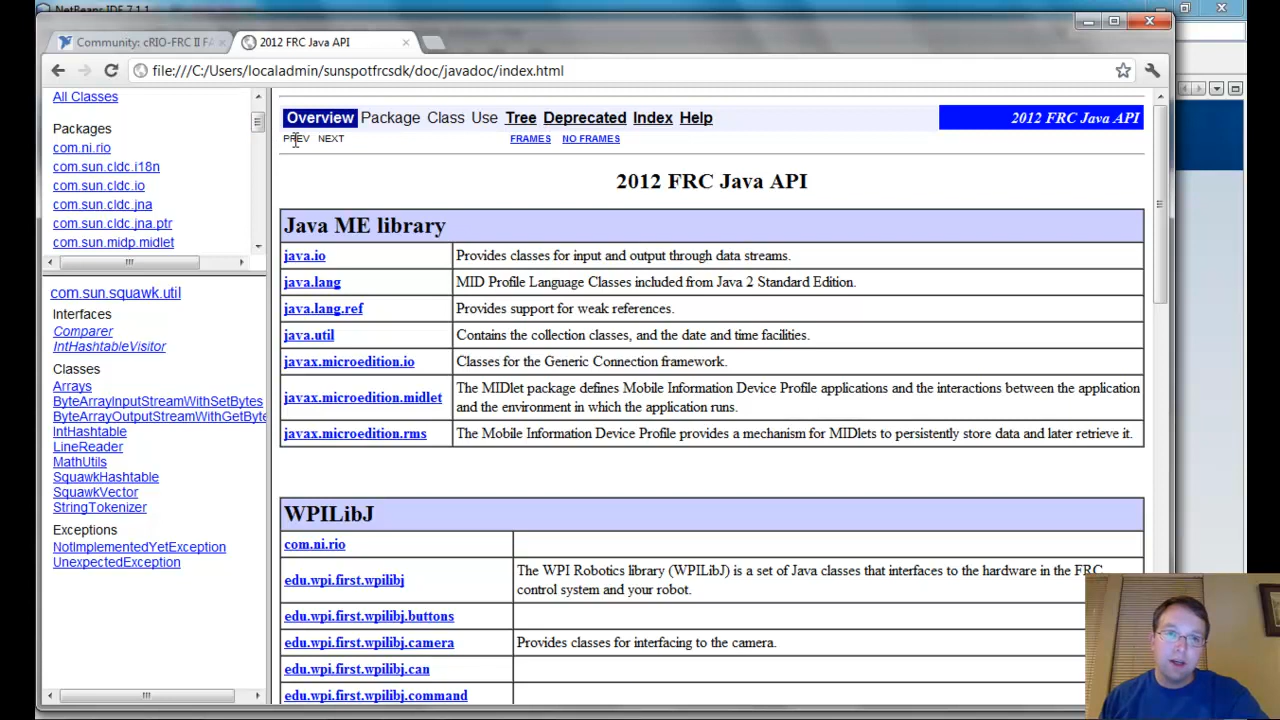 NetBeans IDE 7.1.1
Community: cRIO-FRC II FA
2012 FRC Java API
file:///C:/Users/localadmin/sunspotfrcsdk/doc/javadoc/index.html
All Classes
Packages
com.ni.rio
com.sun.cldc.i18n
com.sun.cldc.io
com.sun.cldc.jna
com.sun.cldc.jna.ptr
com.sun.midp.midlet
com.sun.squawk.util
Interfaces
Comparer
IntHashtableVisitor
Classes
Arrays
ByteArrayInputStreamWithSetBytes
ByteArrayOutputStreamWithGetByte
IntHashtable
LineReader
MathUtils
SquawkHashtable
SquawkVector
StringTokenizer
Exceptions
NotImplementedYetException
UnexpectedException
Overview Package Class Use Tree Deprecated Index Help
2012 FRC Java API
PREV NEXT
FRAMES NO FRAMES
2012 FRC Java API
Java ME library
java.io Provides classes for input and output through data streams.
java.lang MID Profile Language Classes included from Java 2 Standard Edition.
java.lang.ref Provides support for weak references.
java.util Contains the collection classes, and the date and time facilities.
javax.microedition.io Classes for the Generic Connection framework.
javax.microedition.midlet The MIDlet package defines Mobile Information Device Profile applications and the interactions between the application
and the environment in which the application runs.
javax.microedition.rms The Mobile Information Device Profile provides a mechanism for MIDlets to persistently store data and later retrieve it.
WPILibJ
com.ni.rio
edu.wpi.first.wpilibj The WPI Robotics library (WPILibJ) is a set of Java classes that interfaces to the hardware in the FRC
control system and your robot.
edu.wpi.first.wpilibj.buttons
edu.wpi.first.wpilibj.camera Provides classes for interfacing to the camera.
edu.wpi.first.wpilibj.can
edu.wpi.first.wpilibj.command